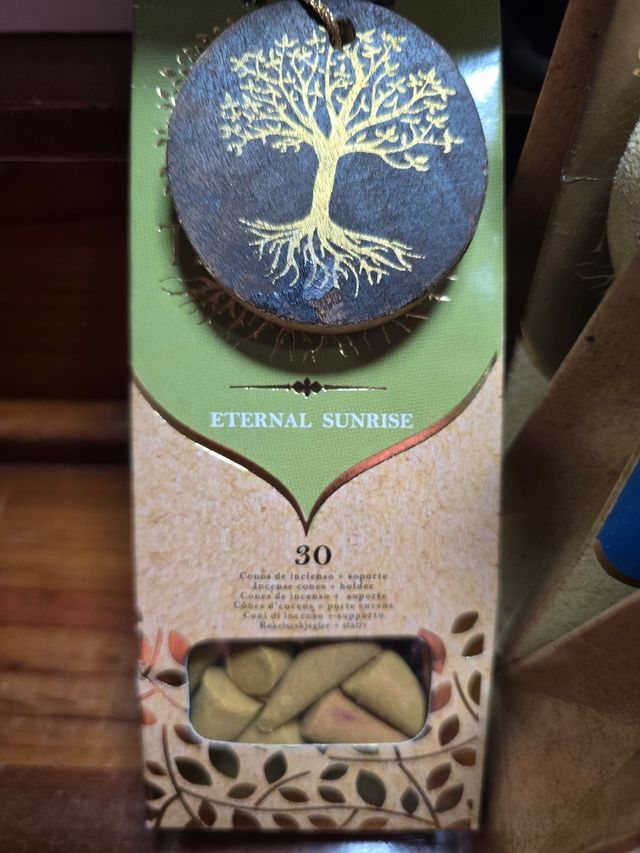 ETERNAL SUNRISE
30
Conos de incienso + soporte
Incense cones + holder
Cones de incenso + suporte
Cônes d'encens + porte encens
Coni di incenso + supporto
Røkelseskjegler + stativ